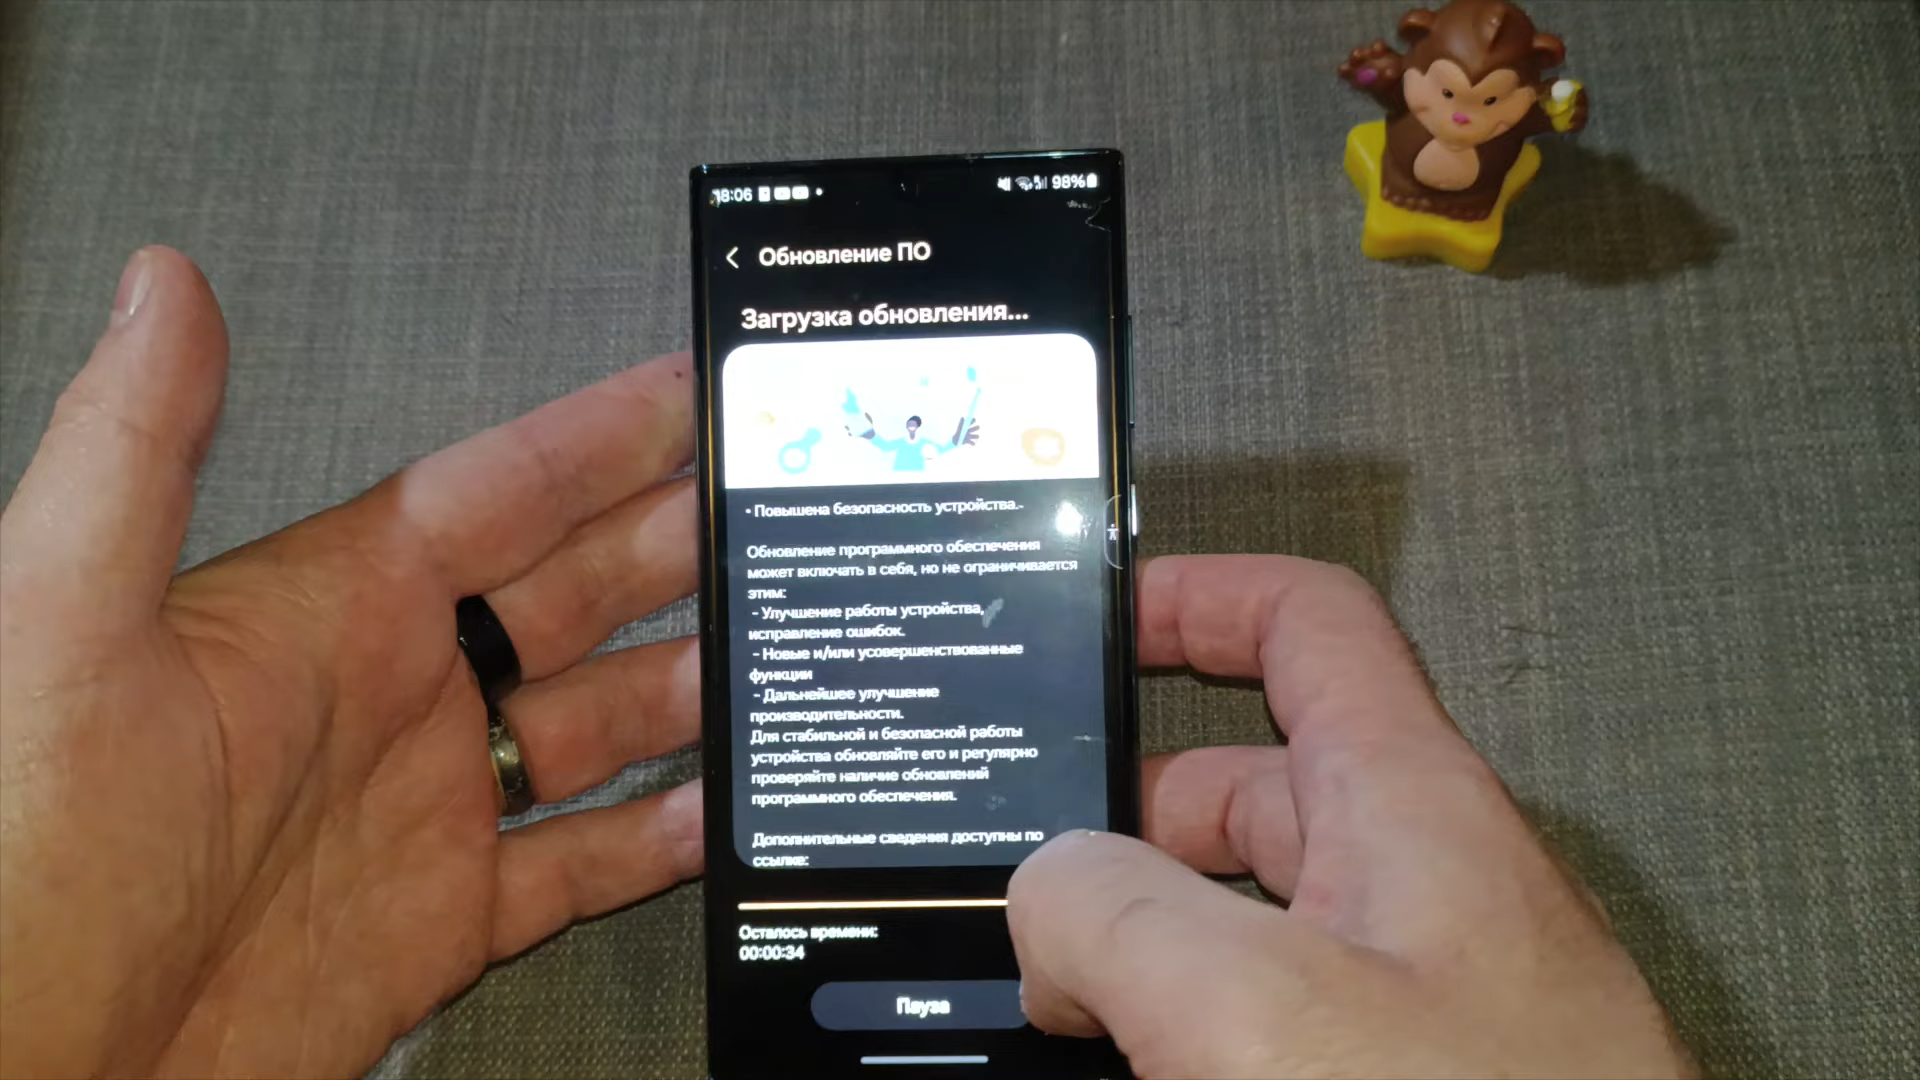 18:06
98%
Обновление ПО
Загрузка обновления...
• Повышена безопасность устройства.
Обновление программного обеспечения
может включать в себя, но не ограничивается
этим:
- Улучшение работы устройства,
исправление ошибок.
- Новые и/или усовершенствованные
функции
- Дальнейшее улучшение
производительности.
Для стабильной и безопасной работы
устройства обновляйте его и регулярно
проверяйте наличие обновлений
программного обеспечения.
Дополнительные сведения доступны по
ссылке:
Осталось времени:
00:00:34
Пауза